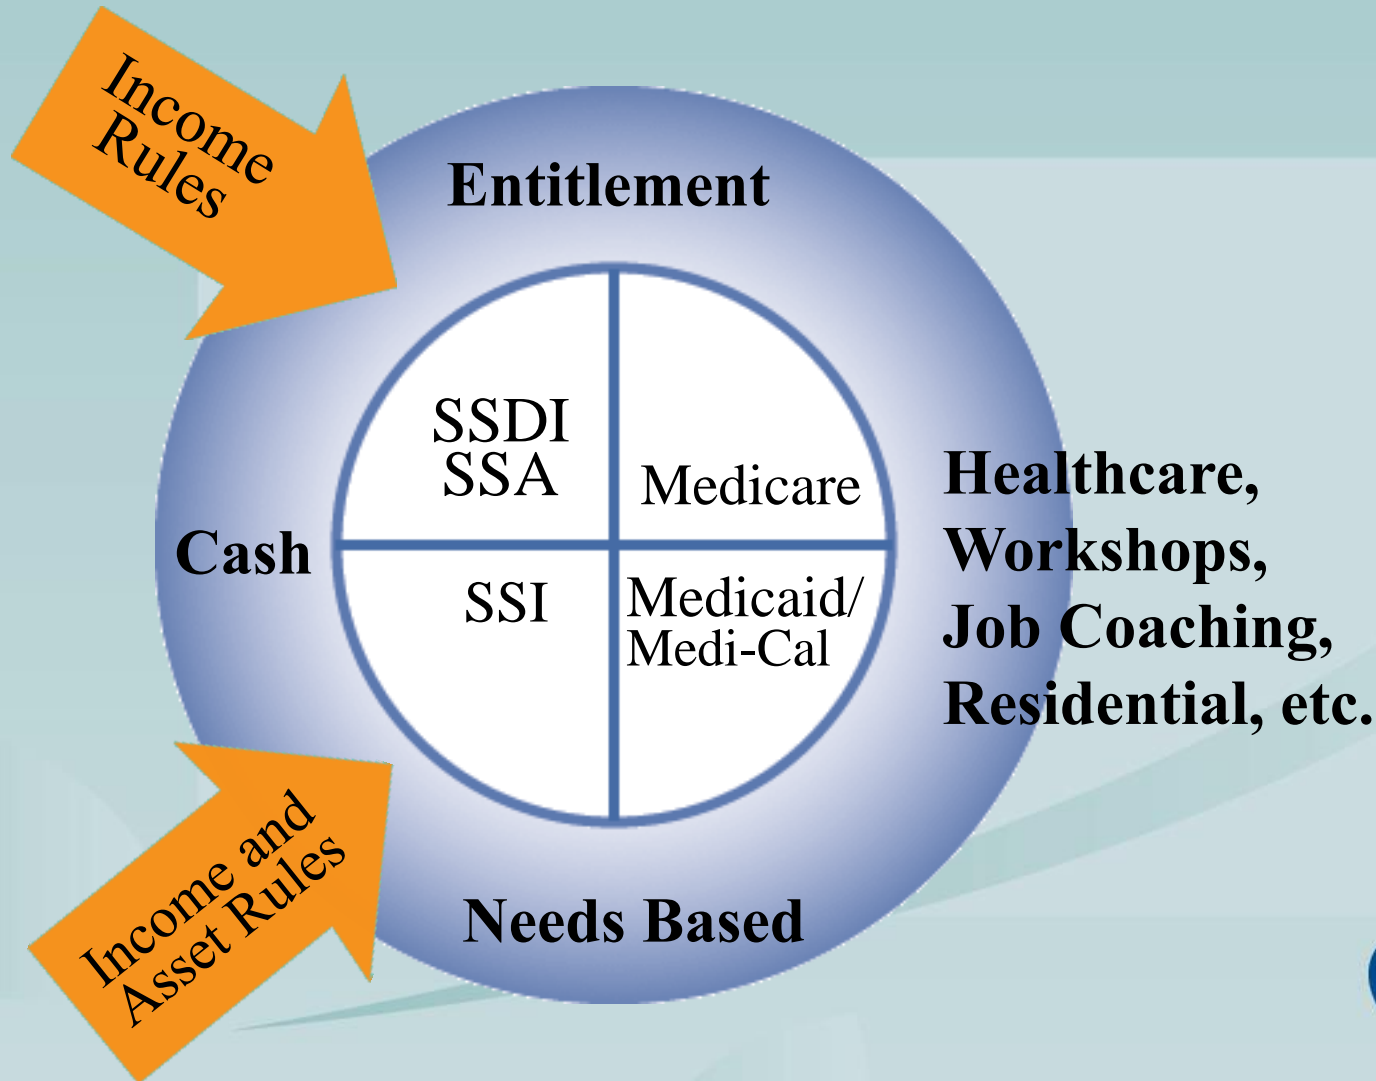 Income
Rules
Entitlement
SSDI
SSA
Medicare
Cash
SSI
Medicaid/
Medi-Cal
Healthcare,
Workshops,
Job Coaching,
Residential, etc.
Income and
Asset Rules
Needs Based